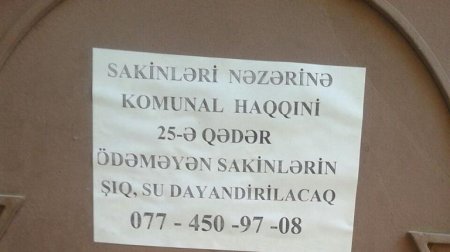 SAKİNLƏRİ NƏZƏRİNƏ
KOMUNAL HAQQINI
25-Ə QƏDƏR
ÖDƏMƏYƏN SAKİNLƏRİN
ŞIQ, SU DAYANDIRILACAQ
077 - 450 -97 -08